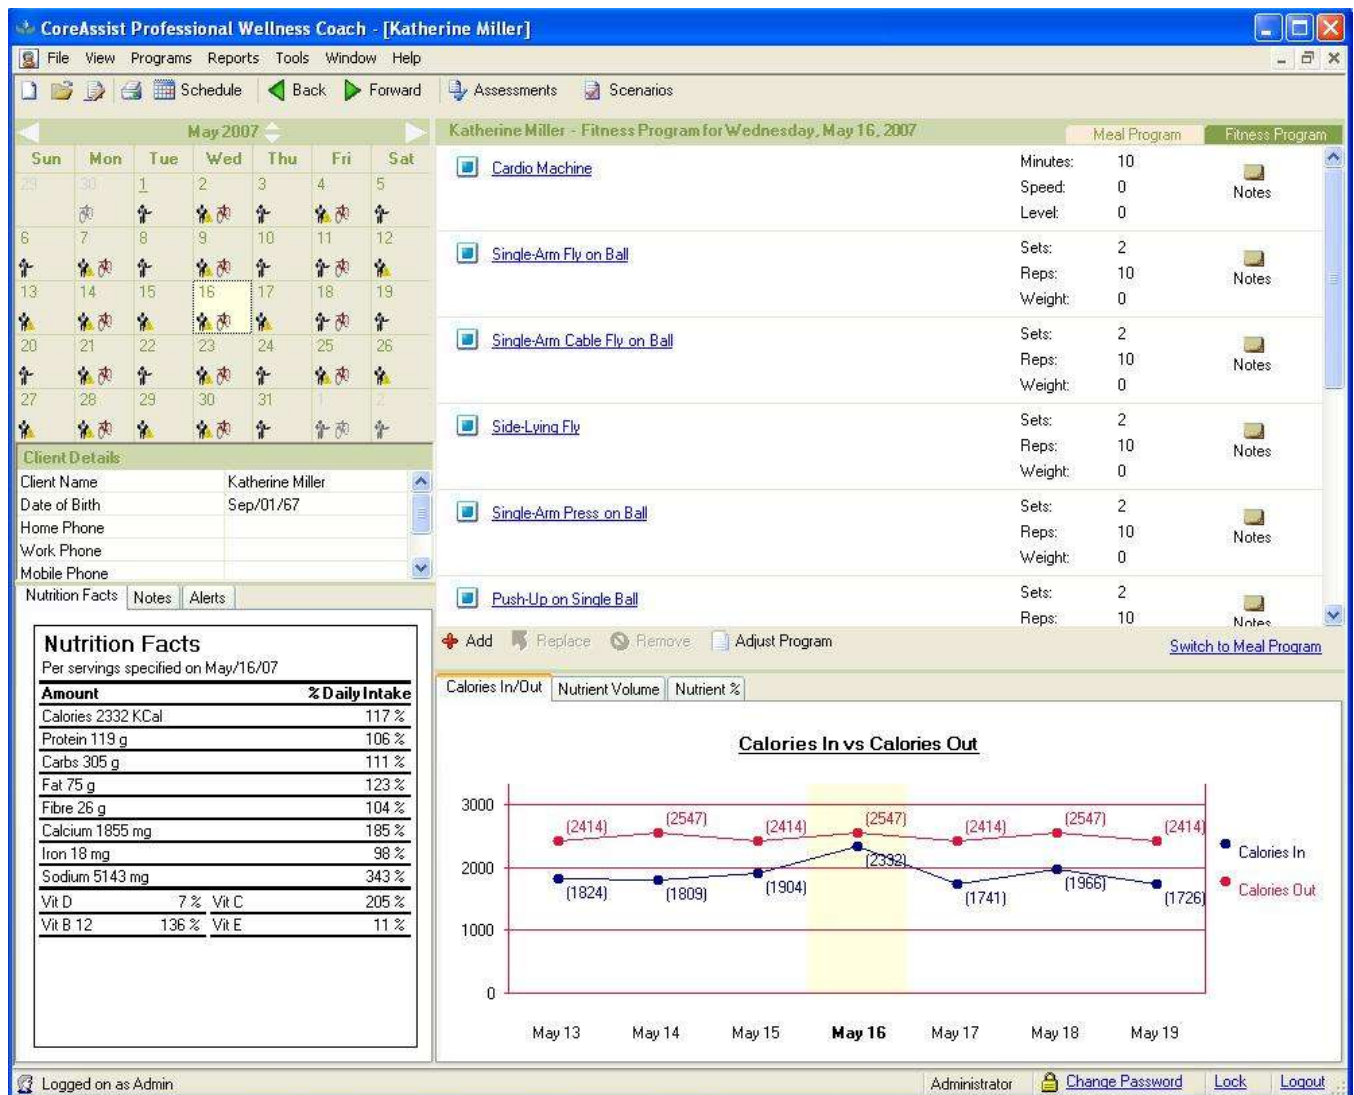 CoreAssist Professional Wellness Coach - [Katherine Miller]
File View Programs Reports Tools Window Help
Schedule Back Forward Assessments Scenarios
May 2007
Sun Mon Tue Wed Thu Fri Sat
29 30 1 2 3 4 5
6 7 8 9 10 11 12
13 14 15 16 17 18 19
20 21 22 23 24 25 26
27 28 29 30 31 1 2
Client Details
Client Name Katherine Miller
Date of Birth Sep/01/67
Home Phone
Work Phone
Mobile Phone
Nutrition Facts Notes Alerts
Nutrition Facts
Per servings specified on May/16/07
Amount % Daily Intake
Calories 2332 KCal 117 %
Protein 119 g 106 %
Carbs 305 g 111 %
Fat 75 g 123 %
Fibre 26 g 104 %
Calcium 1855 mg 185 %
Iron 18 mg 98 %
Sodium 5143 mg 343 %
Vit D 7 % Vit C 205 %
Vit B 12 136 % Vit E 11 %
Katherine Miller - Fitness Program for Wednesday, May 16, 2007
Meal Program Fitness Program
Cardio Machine
Minutes: 10
Speed: 0
Level: 0
Notes
Single-Arm Fly on Ball
Sets: 2
Reps: 10
Weight: 0
Notes
Single-Arm Cable Fly on Ball
Sets: 2
Reps: 10
Weight: 0
Notes
Side-Lying Fly
Sets: 2
Reps: 10
Weight: 0
Notes
Single-Arm Press on Ball
Sets: 2
Reps: 10
Weight: 0
Notes
Push-Up on Single Ball
Sets: 2
Reps: 10
Notes
Add Replace Remove Adjust Program Switch to Meal Program
Calories In/Out Nutrient Volume Nutrient %
Calories In vs Calories Out
3000
2000
1000
0
(2414) (2547) (2414) (2547) (2414) (2547) (2414)
(1824) (1809) (1904) (2332) (1741) (1966) (1726)
Calories In
Calories Out
May 13 May 14 May 15 May 16 May 17 May 18 May 19
Logged on as Admin Administrator Change Password Lock Logout